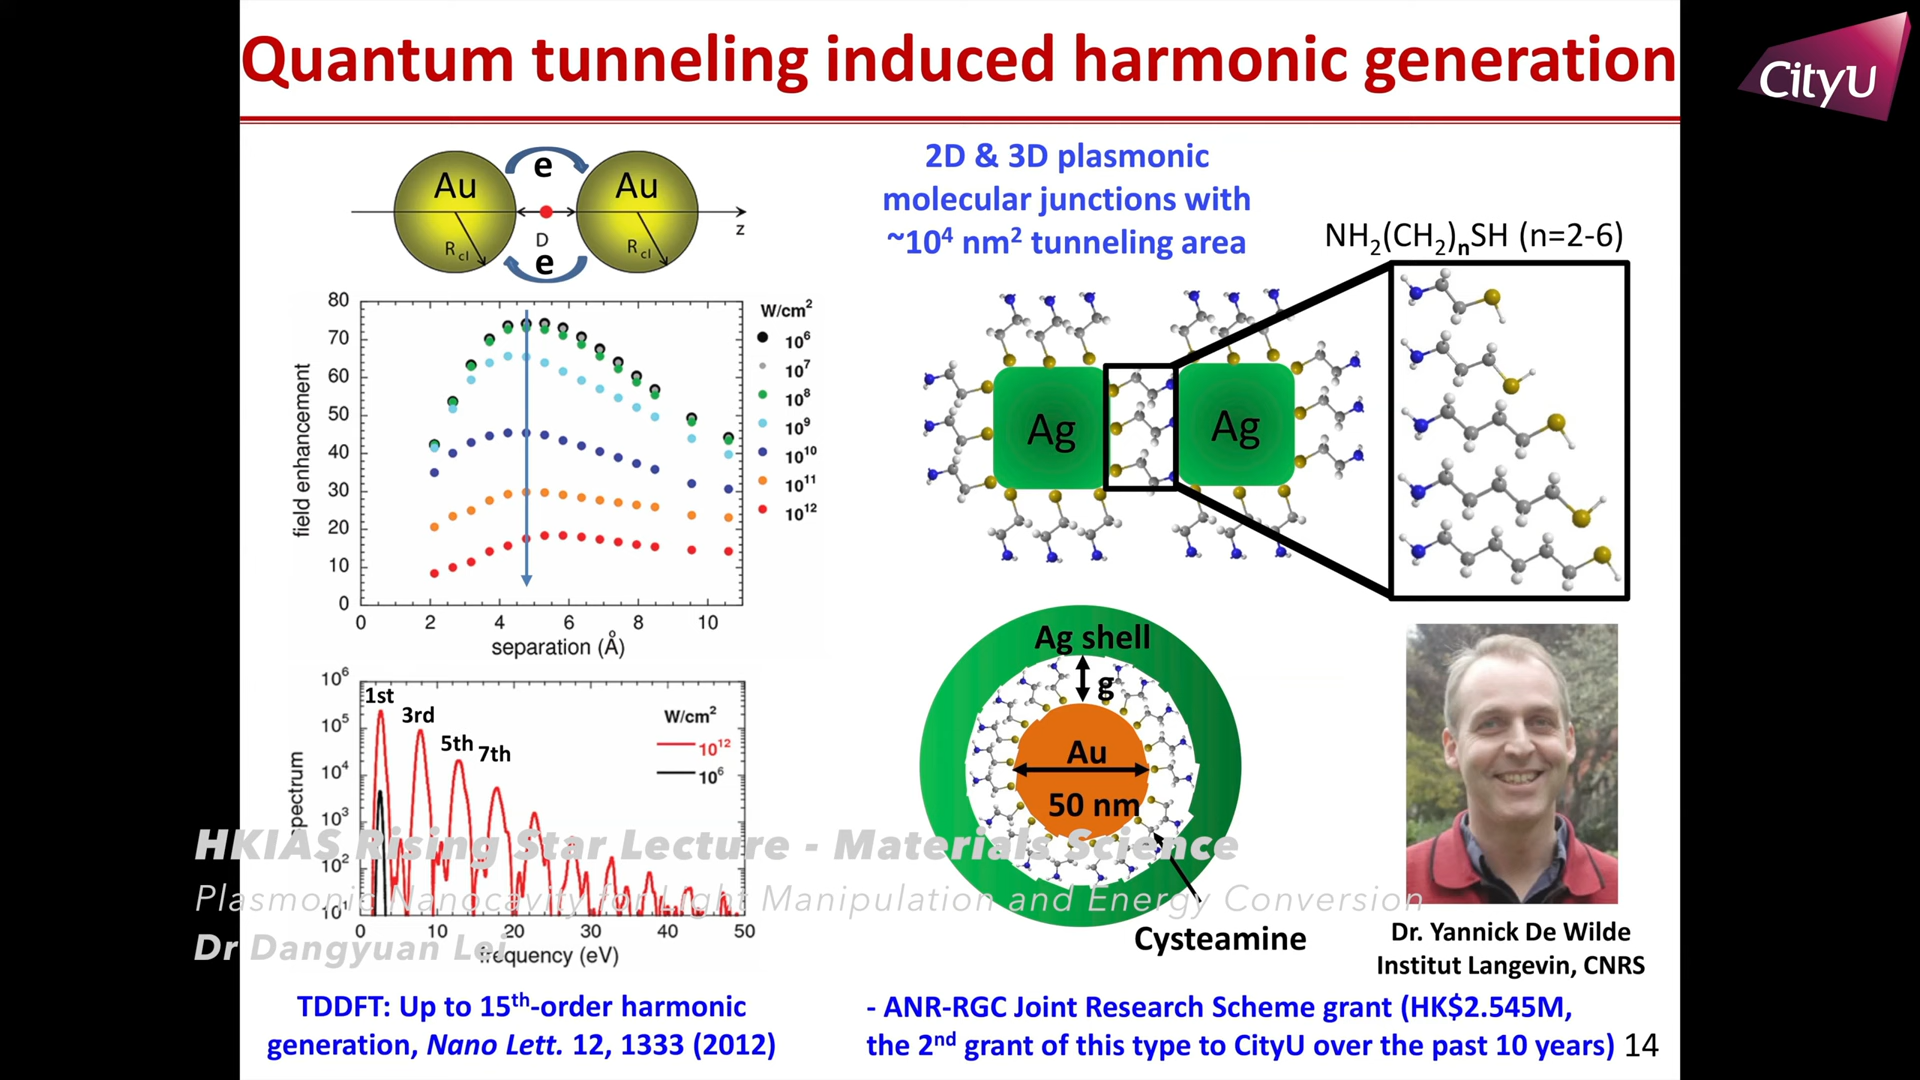 Quantum tunneling induced harmonic generation
CityU
e
Au
Au
R_cl
D
R_cl
z
e
80
70
60
50
40
30
20
10
0
field enhancement
0 2 4 6 8 10
separation (Å)
W/cm²
10⁶
10⁷
10⁸
10⁹
10¹⁰
10¹¹
10¹²
10⁶
10⁵
10⁴
10³
10²
10¹
1st
3rd
5th
7th
W/cm²
10¹²
10⁶
0 10 20 30 40 50
frequency (eV)
TDDFT: Up to 15ᵗʰ-order harmonic
generation, Nano Lett. 12, 1333 (2012)
2D & 3D plasmonic
molecular junctions with
~10⁴ nm² tunneling area
NH₂(CH₂)ₙSH (n=2-6)
Ag
Ag
Ag shell
g
Au
50 nm
Cysteamine
Dr. Yannick De Wilde
Institut Langevin, CNRS
- ANR-RGC Joint Research Scheme grant (HK$2.545M,
the 2ⁿᵈ grant of this type to CityU over the past 10 years)
14
HKIAS Rising Star Lecture - Materials Science
Plasmonic Nanocavity for Light Manipulation and Energy Conversion
Dr Dangyuan Lei